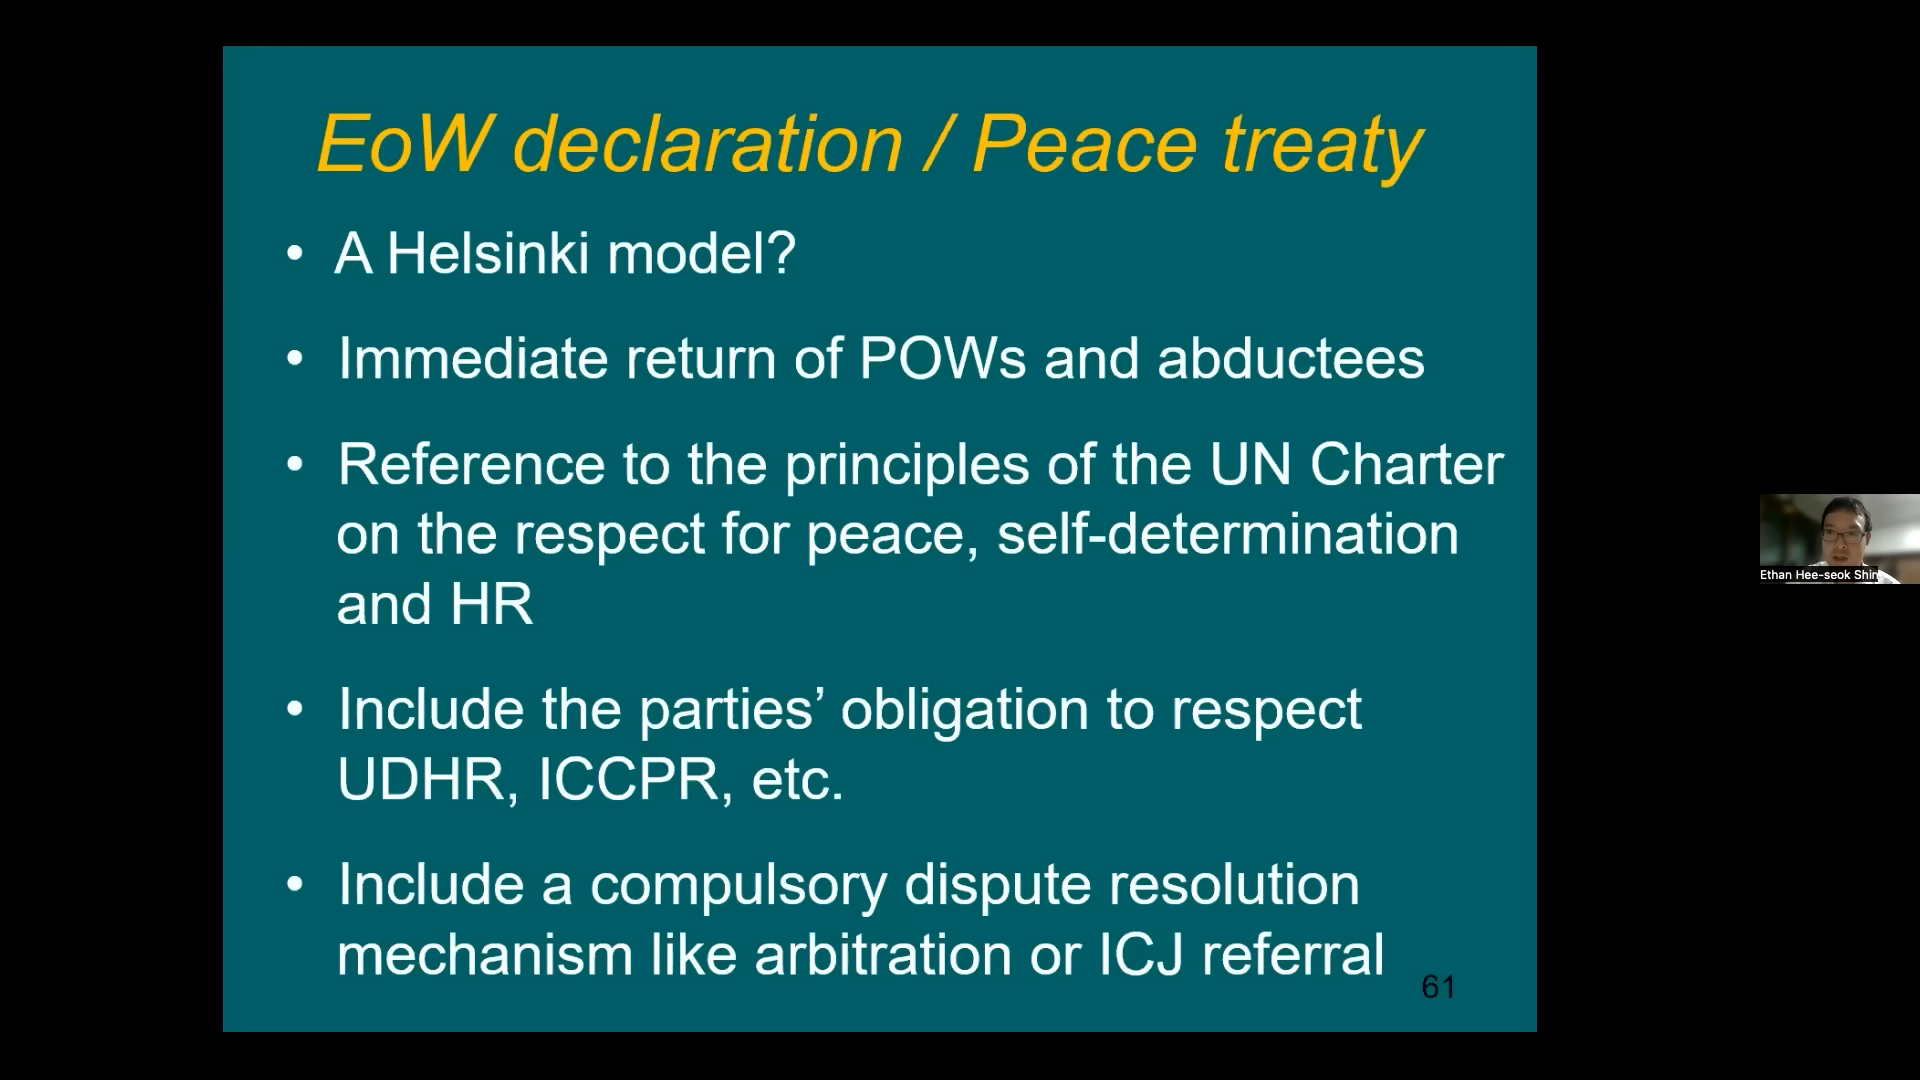 EoW declaration / Peace treaty
• A Helsinki model?
• Immediate return of POWs and abductees
• Reference to the principles of the UN Charter
on the respect for peace, self-determination
and HR
• Include the parties’ obligation to respect
UDHR, ICCPR, etc.
• Include a compulsory dispute resolution
mechanism like arbitration or ICJ referral
61
Ethan Hee-seok Shin